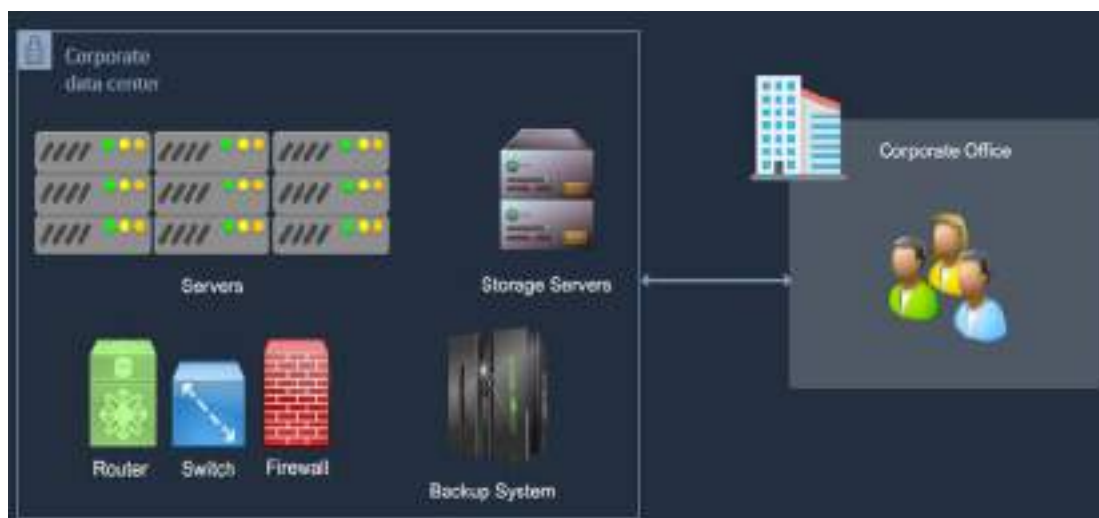 Corporate
data center
Corporate Office
Servers
Storage Servers
Router
Switch
Firewall
Backup System